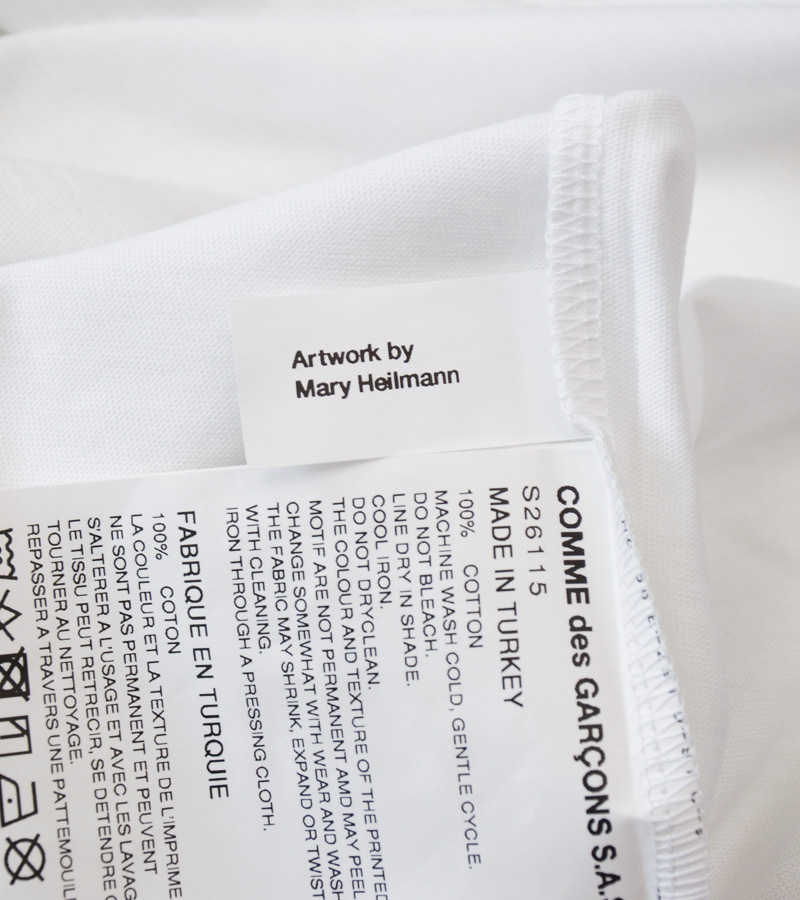 Artwork by
Mary Heilmann
COMME des GARÇONS S.A.S
S26115
MADE IN TURKEY
100% COTTON
MACHINE WASH COLD, GENTLE CYCLE.
DO NOT BLEACH.
LINE DRY IN SHADE.
COOL IRON.
DO NOT DRYCLEAN.
THE COLOUR AND TEXTURE OF THE PRINTED
MOTIF ARE NOT PERMANENT AMD MAY PEEL
CHANGE SOMEWHAT WITH WEAR AND WASH
THE FABRIC MAY SHRINK, EXPAND OR TWIST
WITH CLEANING.
IRON THROUGH A PRESSING CLOTH.
FABRIQUE EN TURQUIE
100% COTON
LA COULEUR ET LA TEXTURE DE L'IMPRIME
NE SONT PAS PERMANENT ET PEUVENT
S'ALTERER A L'USAGE ET AVEC LES LAVAG
LE TISSU PEUT RETRECIR, SE DETENDRE
TOURNER AU NETTOYAGE.
REPASSER A TRAVERS UNE PATTEMOUIL